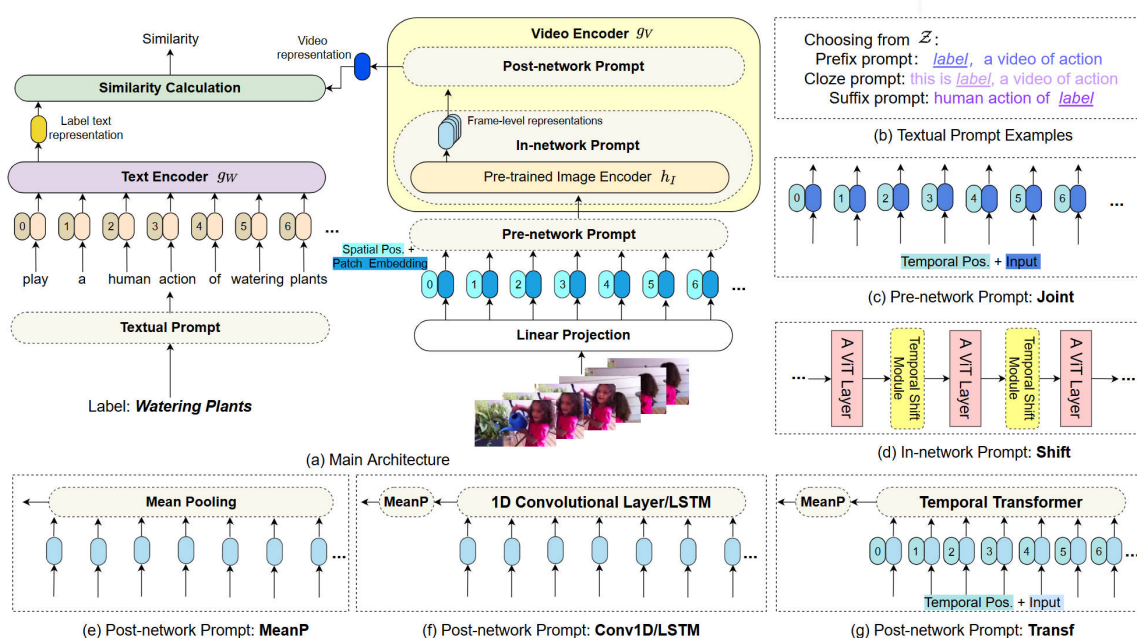 Similarity
Similarity Calculation
Label text
representation
Text Encoder g_W
0 1 2 3 4 5 6 ...
play a human action of watering plants
Textual Prompt
Label: Watering Plants
Video
representation
Video Encoder g_V
Post-network Prompt
Frame-level representations
In-network Prompt
Pre-trained Image Encoder h_I
Pre-network Prompt
Spatial Pos. +
Patch Embedding
0 1 2 3 4 5 6 ...
Linear Projection
(a) Main Architecture
Choosing from Z:
Prefix prompt: label, a video of action
Cloze prompt: this is label, a video of action
Suffix prompt: human action of label
(b) Textual Prompt Examples
0 1 2 3 4 5 6 ...
Temporal Pos. + Input
(c) Pre-network Prompt: Joint
... A ViT Layer
Temporal Shift
Module
A ViT Layer
Temporal Shift
Module
A ViT Layer ...
(d) In-network Prompt: Shift
Mean Pooling
...
(e) Post-network Prompt: MeanP
MeanP
1D Convolutional Layer/LSTM
...
(f) Post-network Prompt: Conv1D/LSTM
MeanP
Temporal Transformer
0 1 2 3 4 5 6 ...
Temporal Pos. + Input
(g) Post-network Prompt: Transf